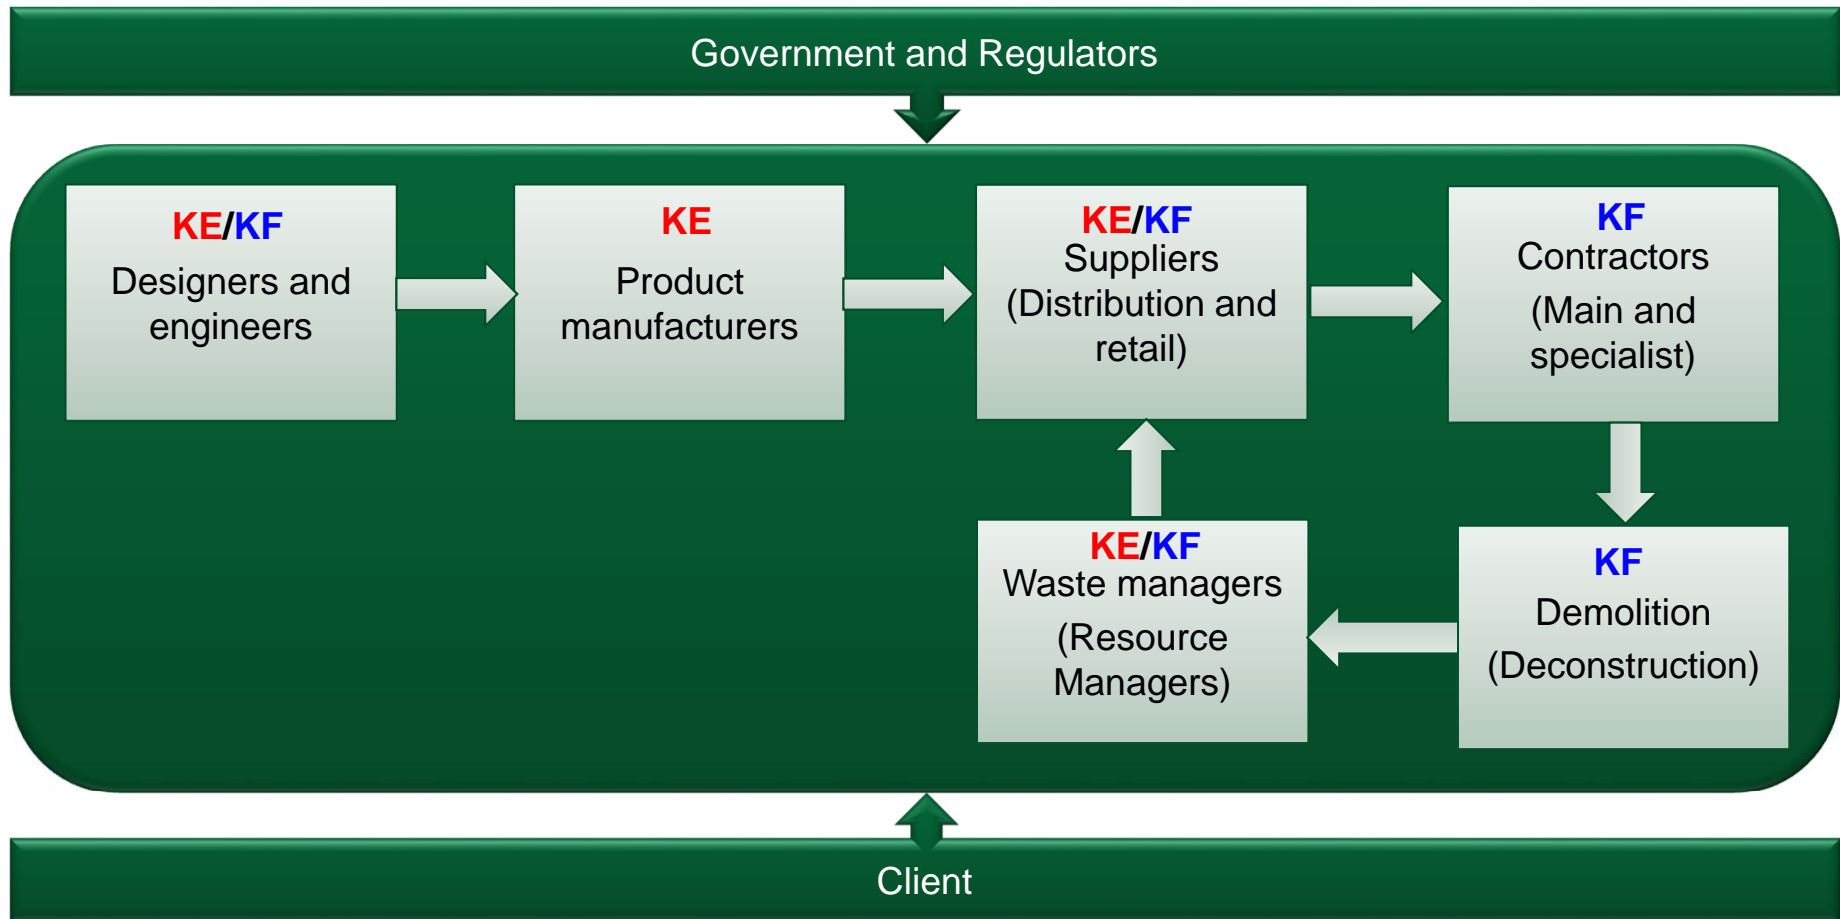 Government and Regulators
KE/KF
Designers and
engineers
KE
Product
manufacturers
KE/KF
Suppliers
(Distribution and
retail)
KF
Contractors
(Main and
specialist)
KE/KF
Waste managers
(Resource
Managers)
KF
Demolition
(Deconstruction)
Client